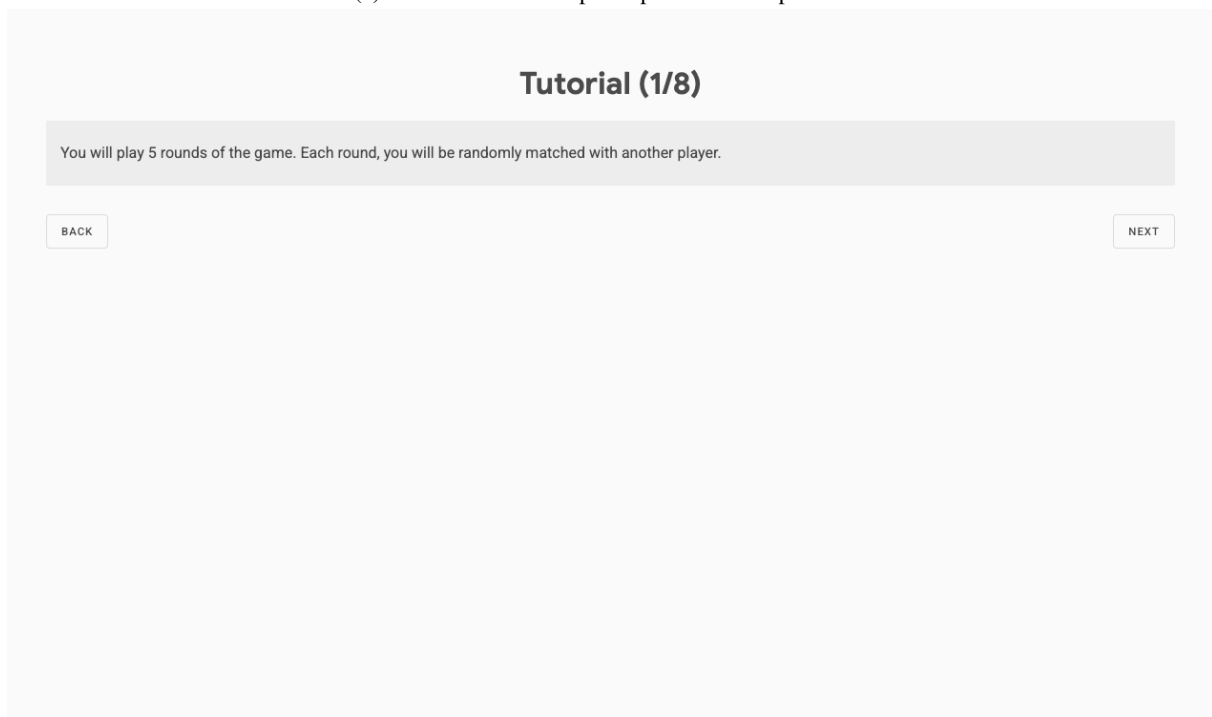 Tutorial (1/8)
You will play 5 rounds of the game. Each round, you will be randomly matched with another player.
BACK
NEXT